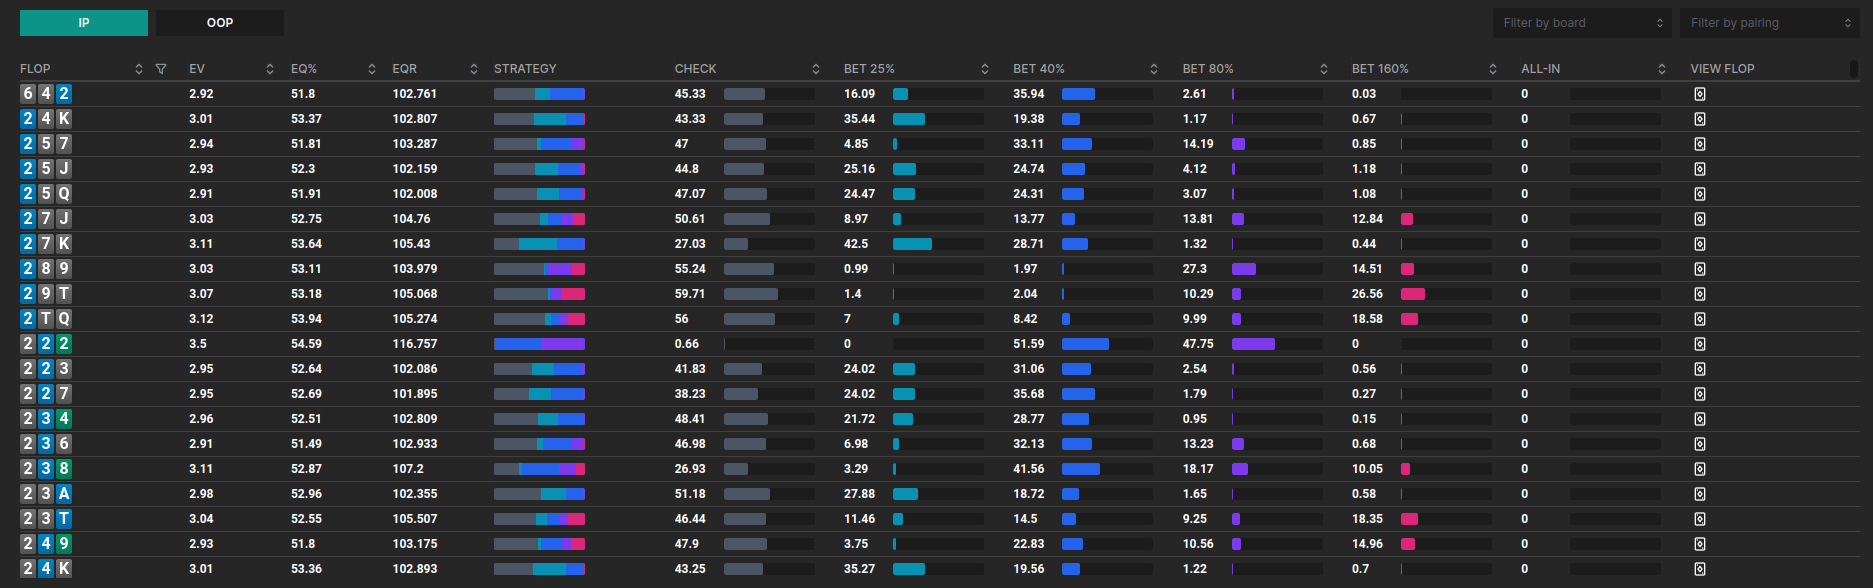 IP OOP Filter by board Filter by pairing
FLOP EV EQ% EQR STRATEGY CHECK BET 25% BET 40% BET 80% BET 160% ALL-IN VIEW FLOP
6 4 2 2.92 51.8 102.761 45.33 16.09 35.94 2.61 0.03 0
2 4 K 3.01 53.37 102.807 43.33 35.44 19.38 1.17 0.67 0
2 5 7 2.94 51.81 103.287 47 4.85 33.11 14.19 0.85 0
2 5 J 2.93 52.3 102.159 44.8 25.16 24.74 4.12 1.18 0
2 5 Q 2.91 51.91 102.008 47.07 24.47 24.31 3.07 1.08 0
2 7 J 3.03 52.75 104.76 50.61 8.97 13.77 13.81 12.84 0
2 7 K 3.11 53.64 105.43 27.03 42.5 28.71 1.32 0.44 0
2 8 9 3.03 53.11 103.979 55.24 0.99 1.97 27.3 14.51 0
2 9 T 3.07 53.18 105.068 59.71 1.4 2.04 10.29 26.56 0
2 T Q 3.12 53.94 105.274 56 7 8.42 9.99 18.58 0
2 2 2 3.5 54.59 116.757 0.66 0 51.59 47.75 0 0
2 2 3 2.95 52.64 102.086 41.83 24.02 31.06 2.54 0.56 0
2 2 7 2.95 52.69 101.895 38.23 24.02 35.68 1.79 0.27 0
2 3 4 2.96 52.51 102.809 48.41 21.72 28.77 0.95 0.15 0
2 3 6 2.91 51.49 102.933 46.98 6.98 32.13 13.23 0.68 0
2 3 8 3.11 52.87 107.2 26.93 3.29 41.56 18.17 10.05 0
2 3 A 2.98 52.96 102.355 51.18 27.88 18.72 1.65 0.58 0
2 3 T 3.04 52.55 105.507 46.44 11.46 14.5 9.25 18.35 0
2 4 9 2.93 51.8 103.175 47.9 3.75 22.83 10.56 14.96 0
2 4 K 3.01 53.36 102.893 43.25 35.27 19.56 1.22 0.7 0